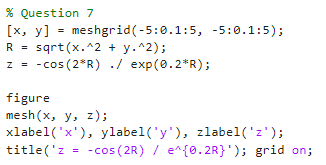 % Question 7
[x, y] = meshgrid(-5:0.1:5, -5:0.1:5);
R = sqrt(x.^2 + y.^2);
z = -cos(2*R) ./ exp(0.2*R);
figure
mesh(x, y, z);
xlabel('x'), ylabel('y'), zlabel('z');
title('z = -cos(2R) / e^{0.2R}'); grid on;